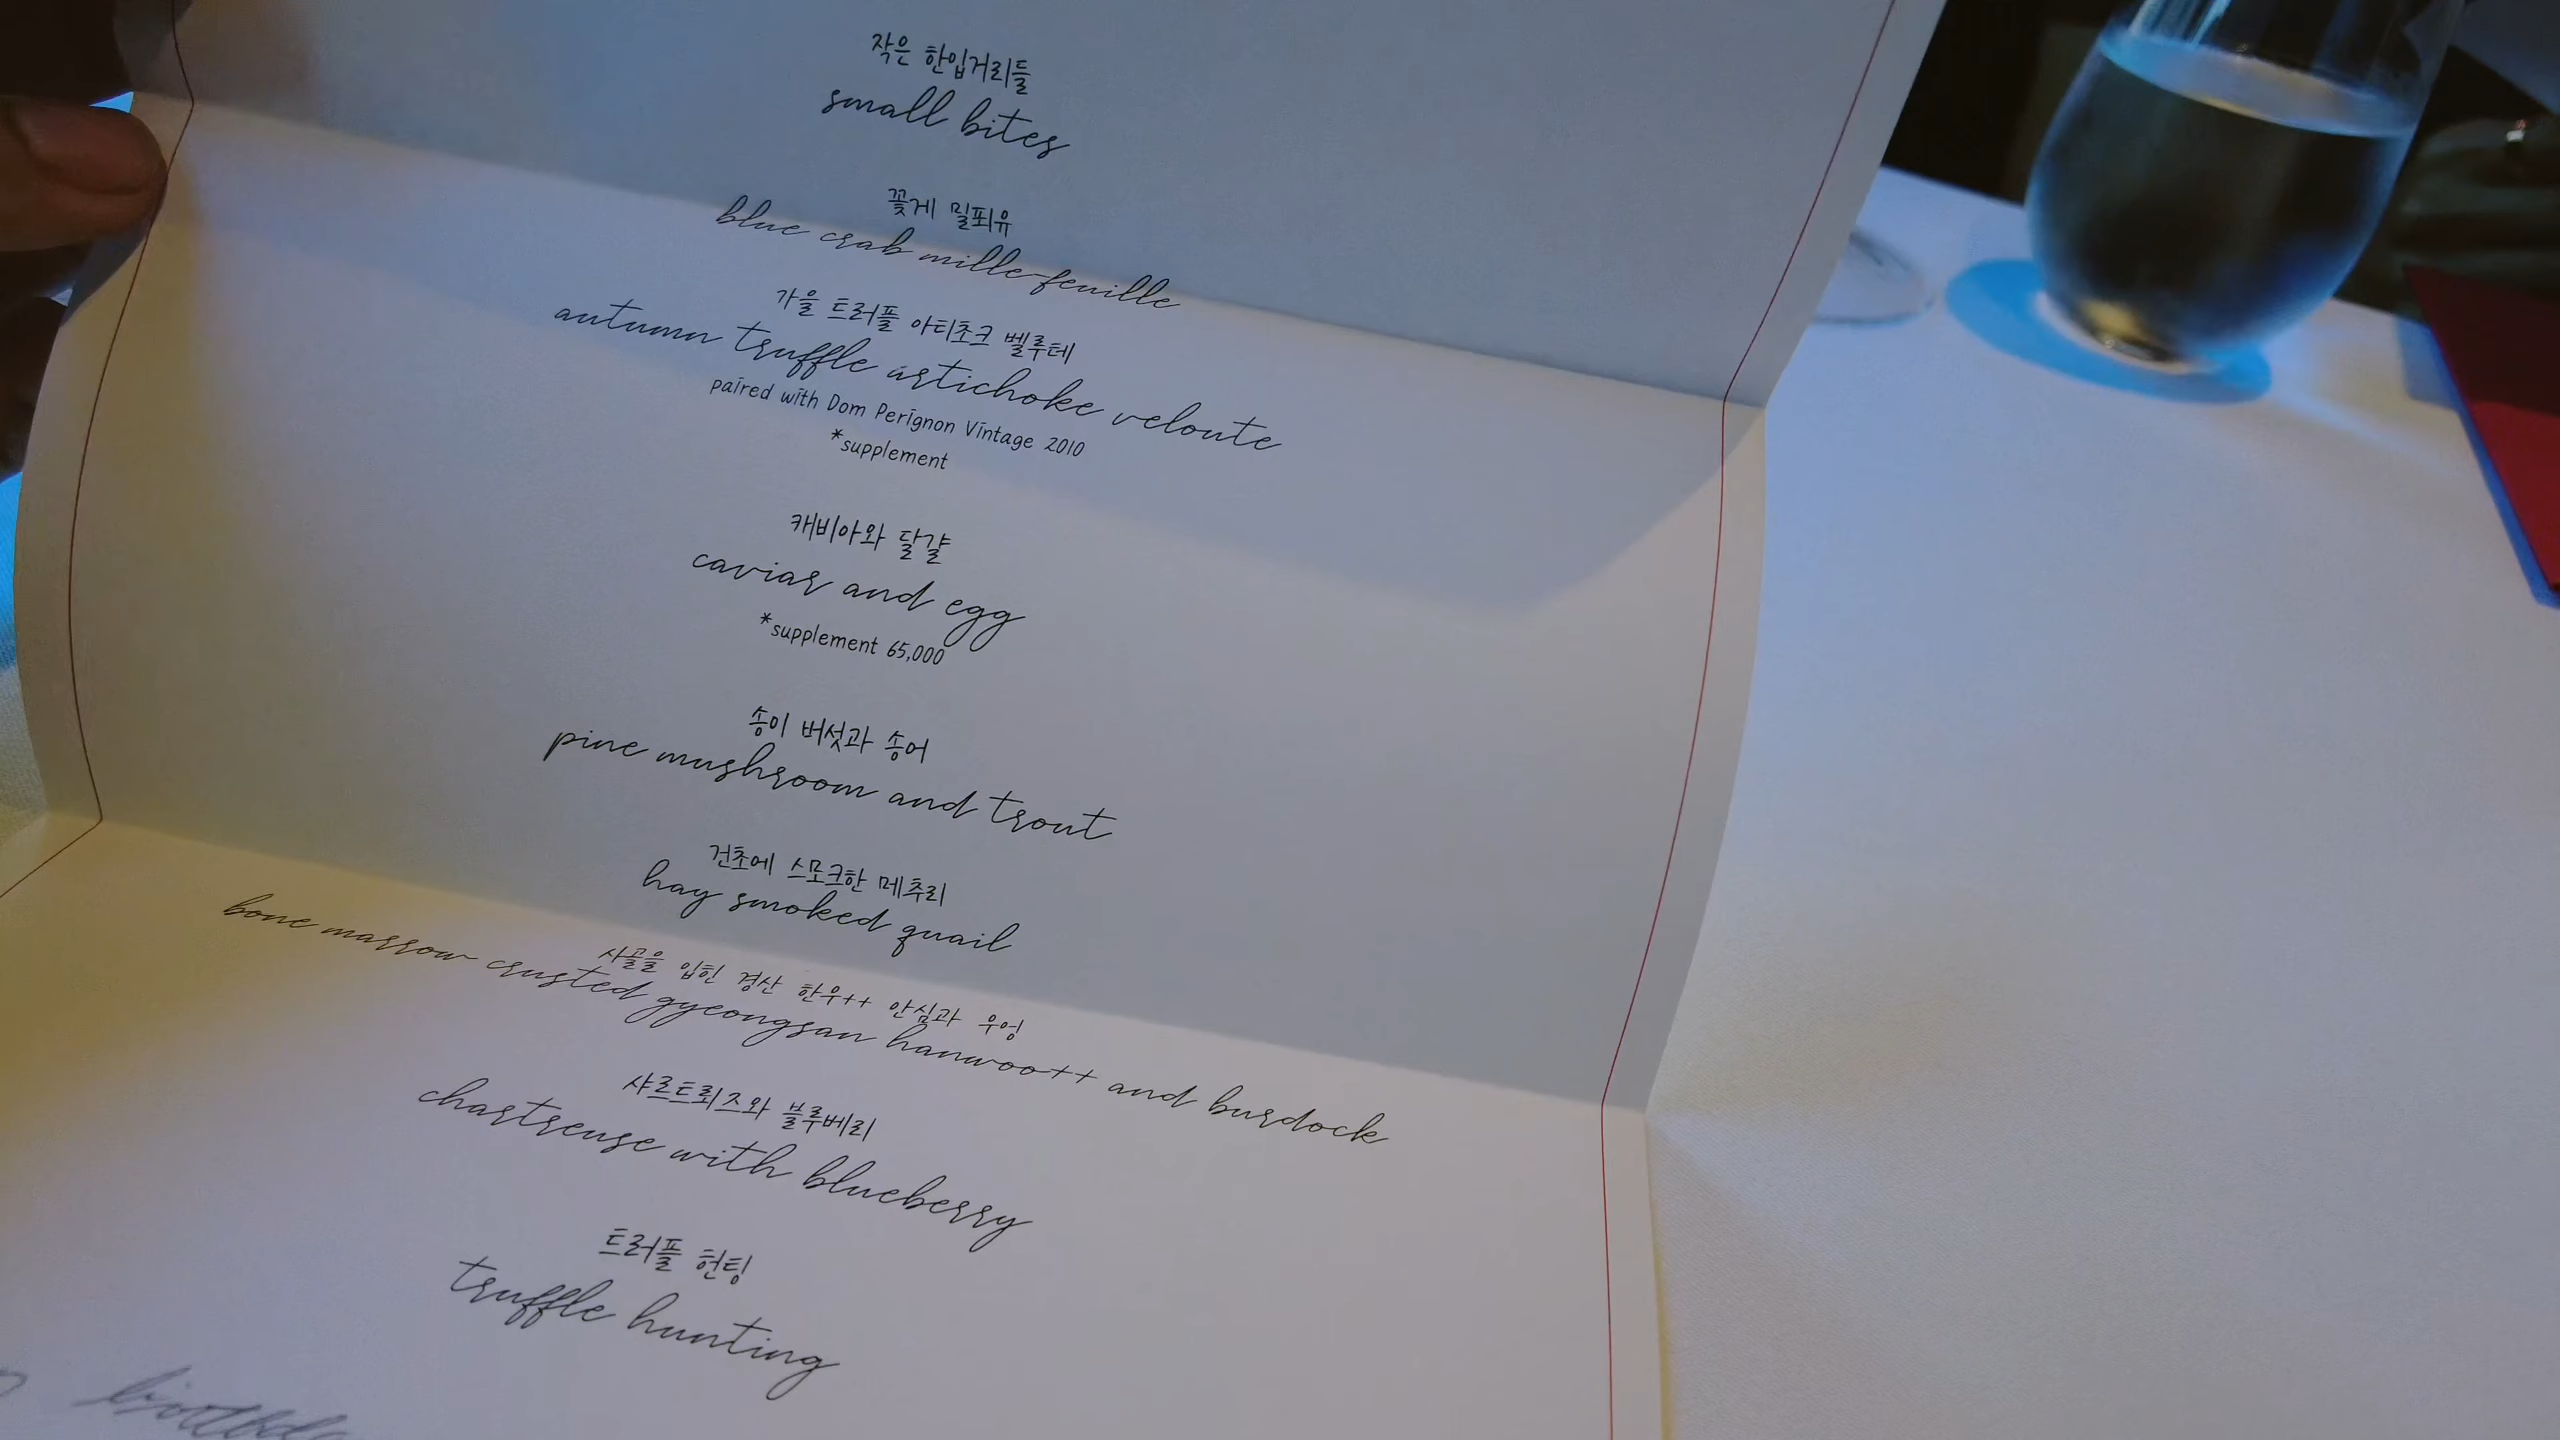 작은 한입거리들
small bites
꽃게 밀푀유
blue crab mille-feuille
가을 트러플 아티초크 벨루테
autumn truffle artichoke veloute
paired with Dom Perignon Vintage 2010
*supplement
캐비아와 달걀
caviar and egg
*supplement 65,000
송이 버섯과 송어
pine mushroom and trout
건초에 스모크한 메추리
hay smoked quail
사골을 입힌 경산 한우++ 안심과 우엉
bone marrow crusted gyeongsan hanwoo++ and burdock
샤르트뢰즈와 블루베리
chartreuse with blueberry
트러플 헌팅
truffle hunting